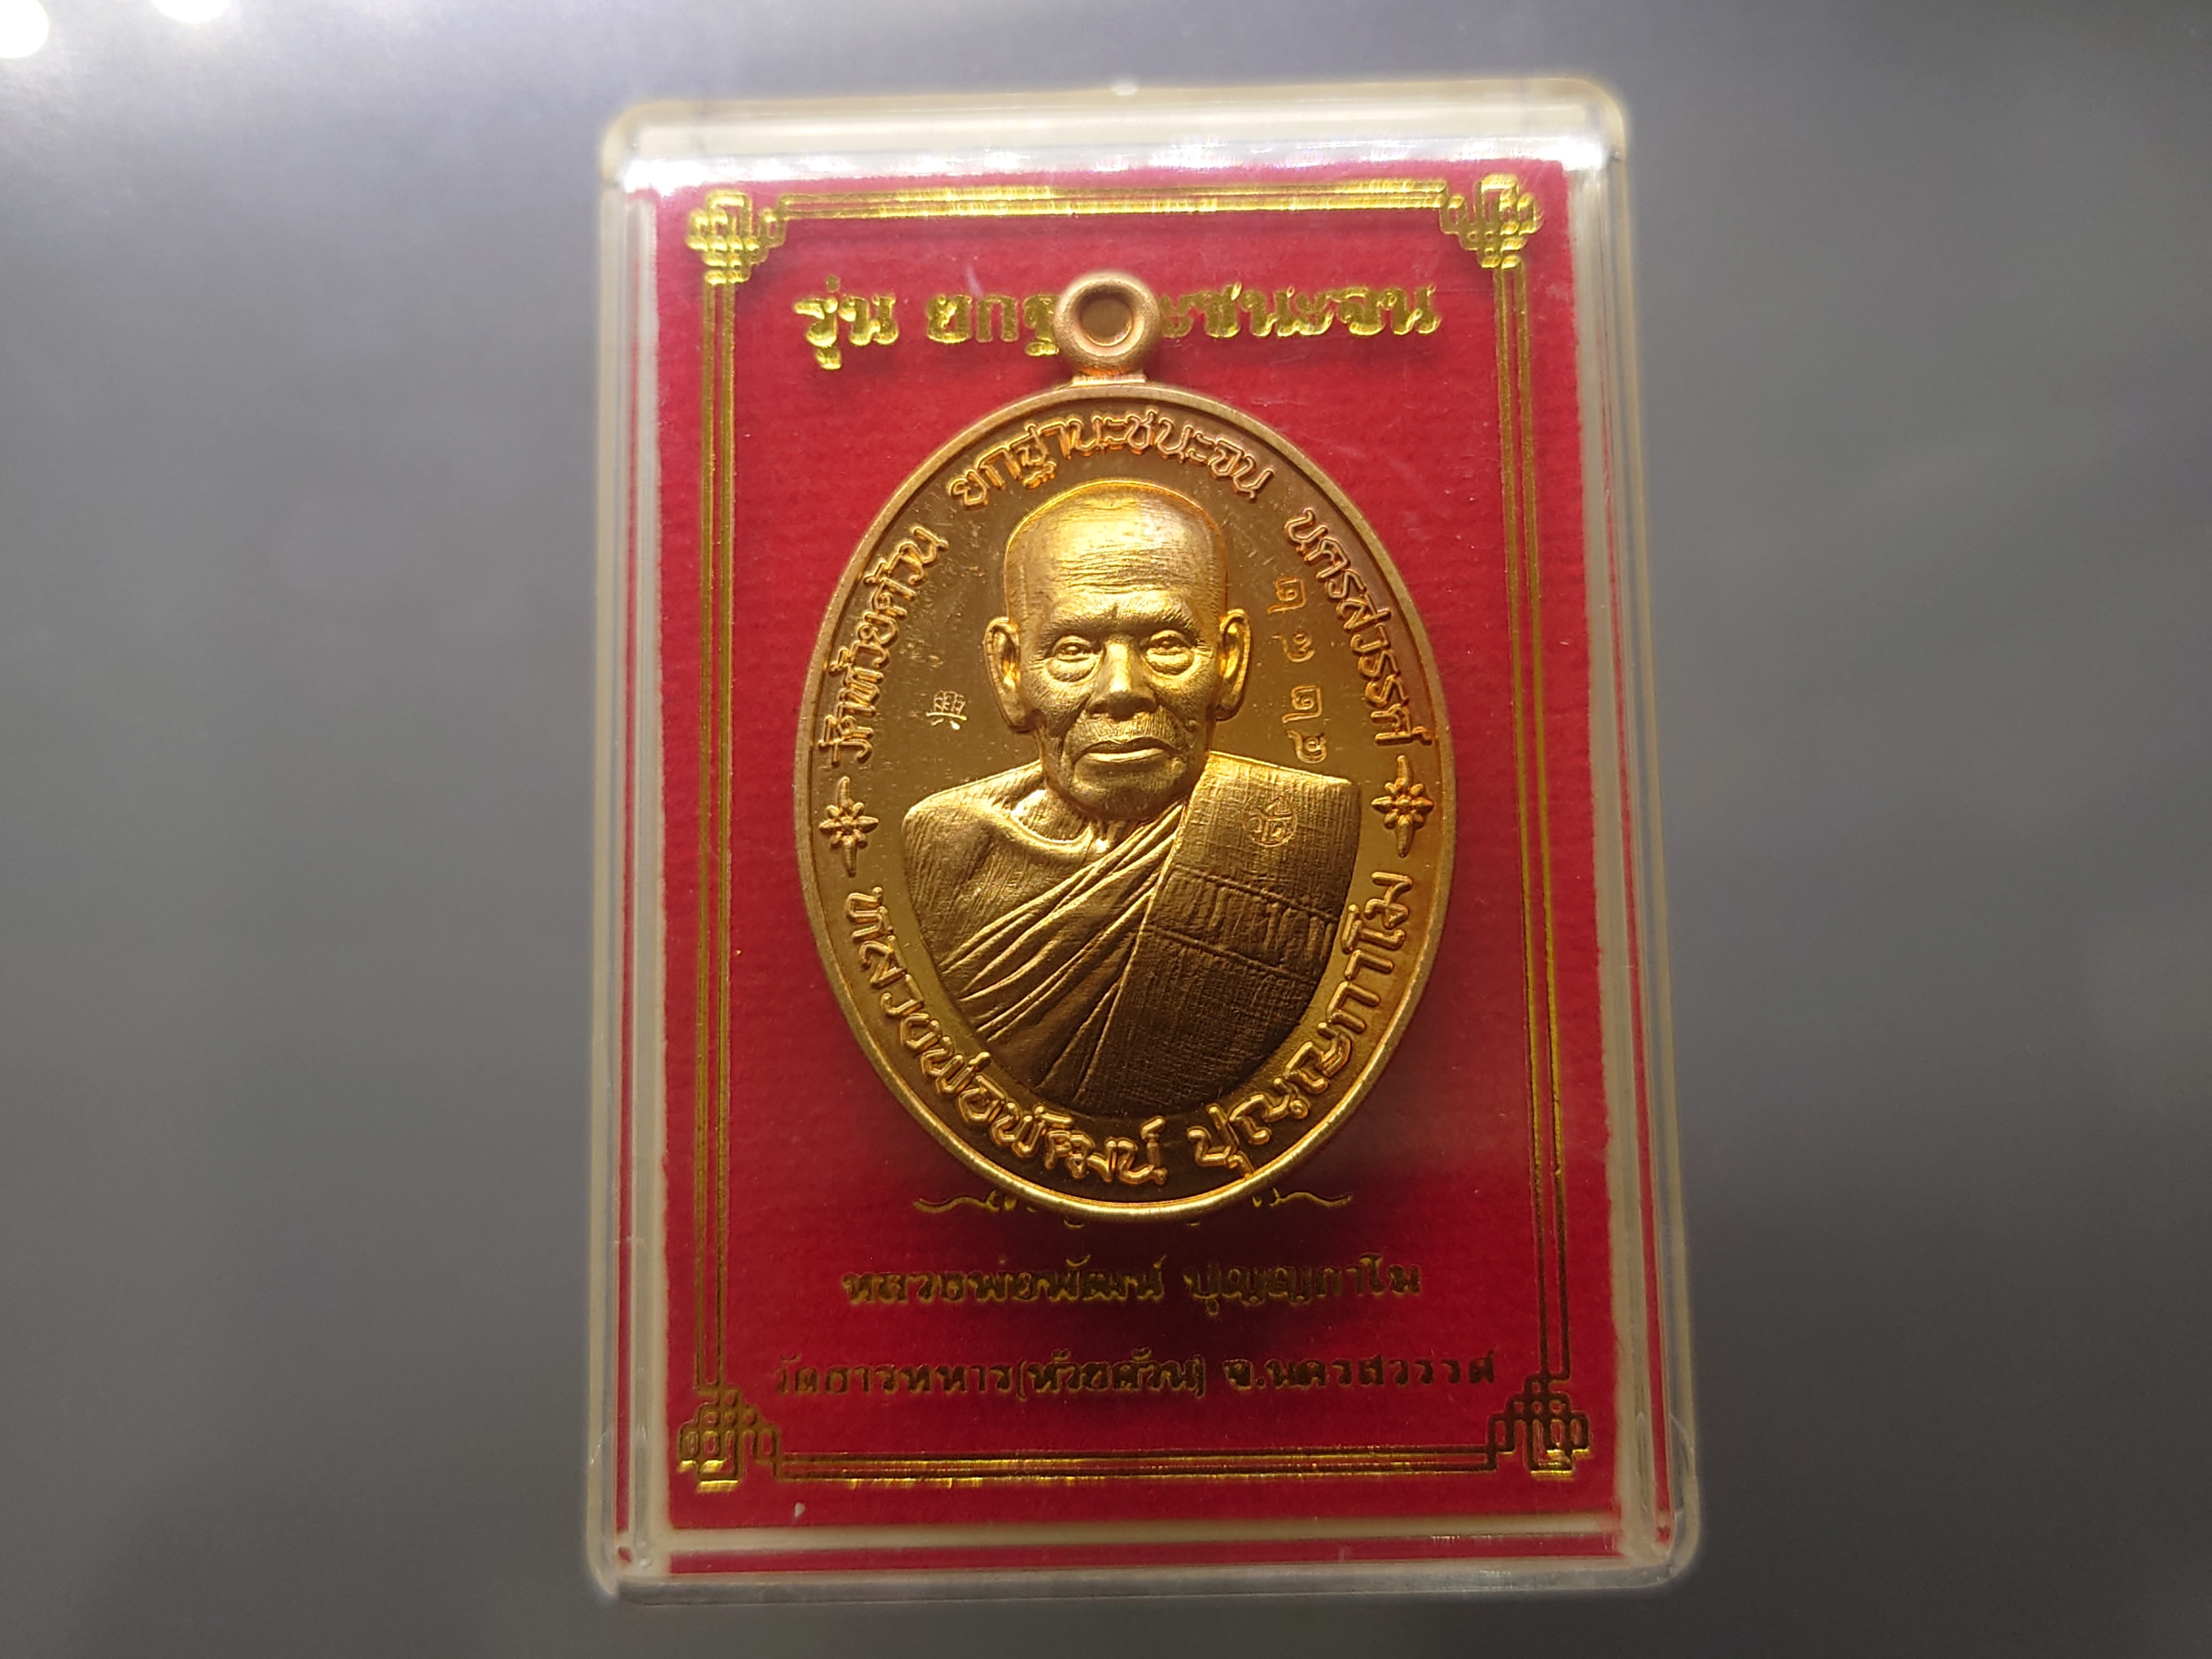 รุ่น ยกฐานะชนะจน
วัดห้วยด้วน ยกฐานะชนะจน นครสวรรค์
興
๔๒๔๒
หลวงพ่อพัฒน์ ปุญฺญกาโม
หลวงพ่อพัฒน์ ปุญญกาโม
วัดธารทหาร(ห้วยด้วน) จ.นครสวรรค์